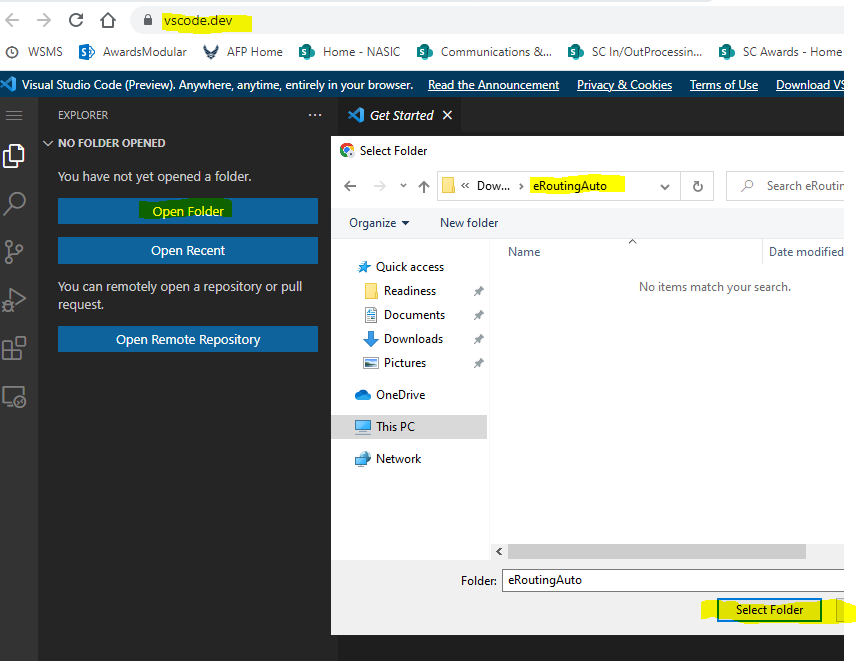 vscode.dev
WSMS AwardsModular AFP Home Home - NASIC Communications &... SC In/OutProcessin... SC Awards - Home
Visual Studio Code (Preview). Anywhere, anytime, entirely in your browser. Read the Announcement Privacy & Cookies Terms of Use Download VS
EXPLORER
Get Started
NO FOLDER OPENED
You have not yet opened a folder.
Open Folder
Open Recent
You can remotely open a repository or pull
request.
Open Remote Repository
Select Folder
« Dow... › eRoutingAuto
Search eRoutin
Organize New folder
Name Date modified
No items match your search.
Quick access
Readiness
Documents
Downloads
Pictures
OneDrive
This PC
Network
Folder: eRoutingAuto
Select Folder